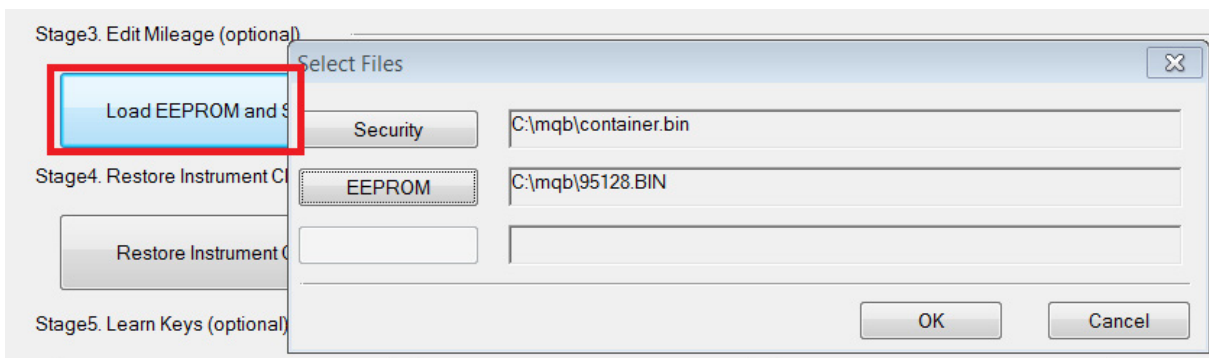 Stage3. Edit Mileage (optional)
Select Files
Load EEPROM and S
Security
C:\mqb\container.bin
Stage4. Restore Instrument Cl
EEPROM
C:\mqb\95128.BIN
Restore Instrument
Stage5. Learn Keys (optional)
OK
Cancel